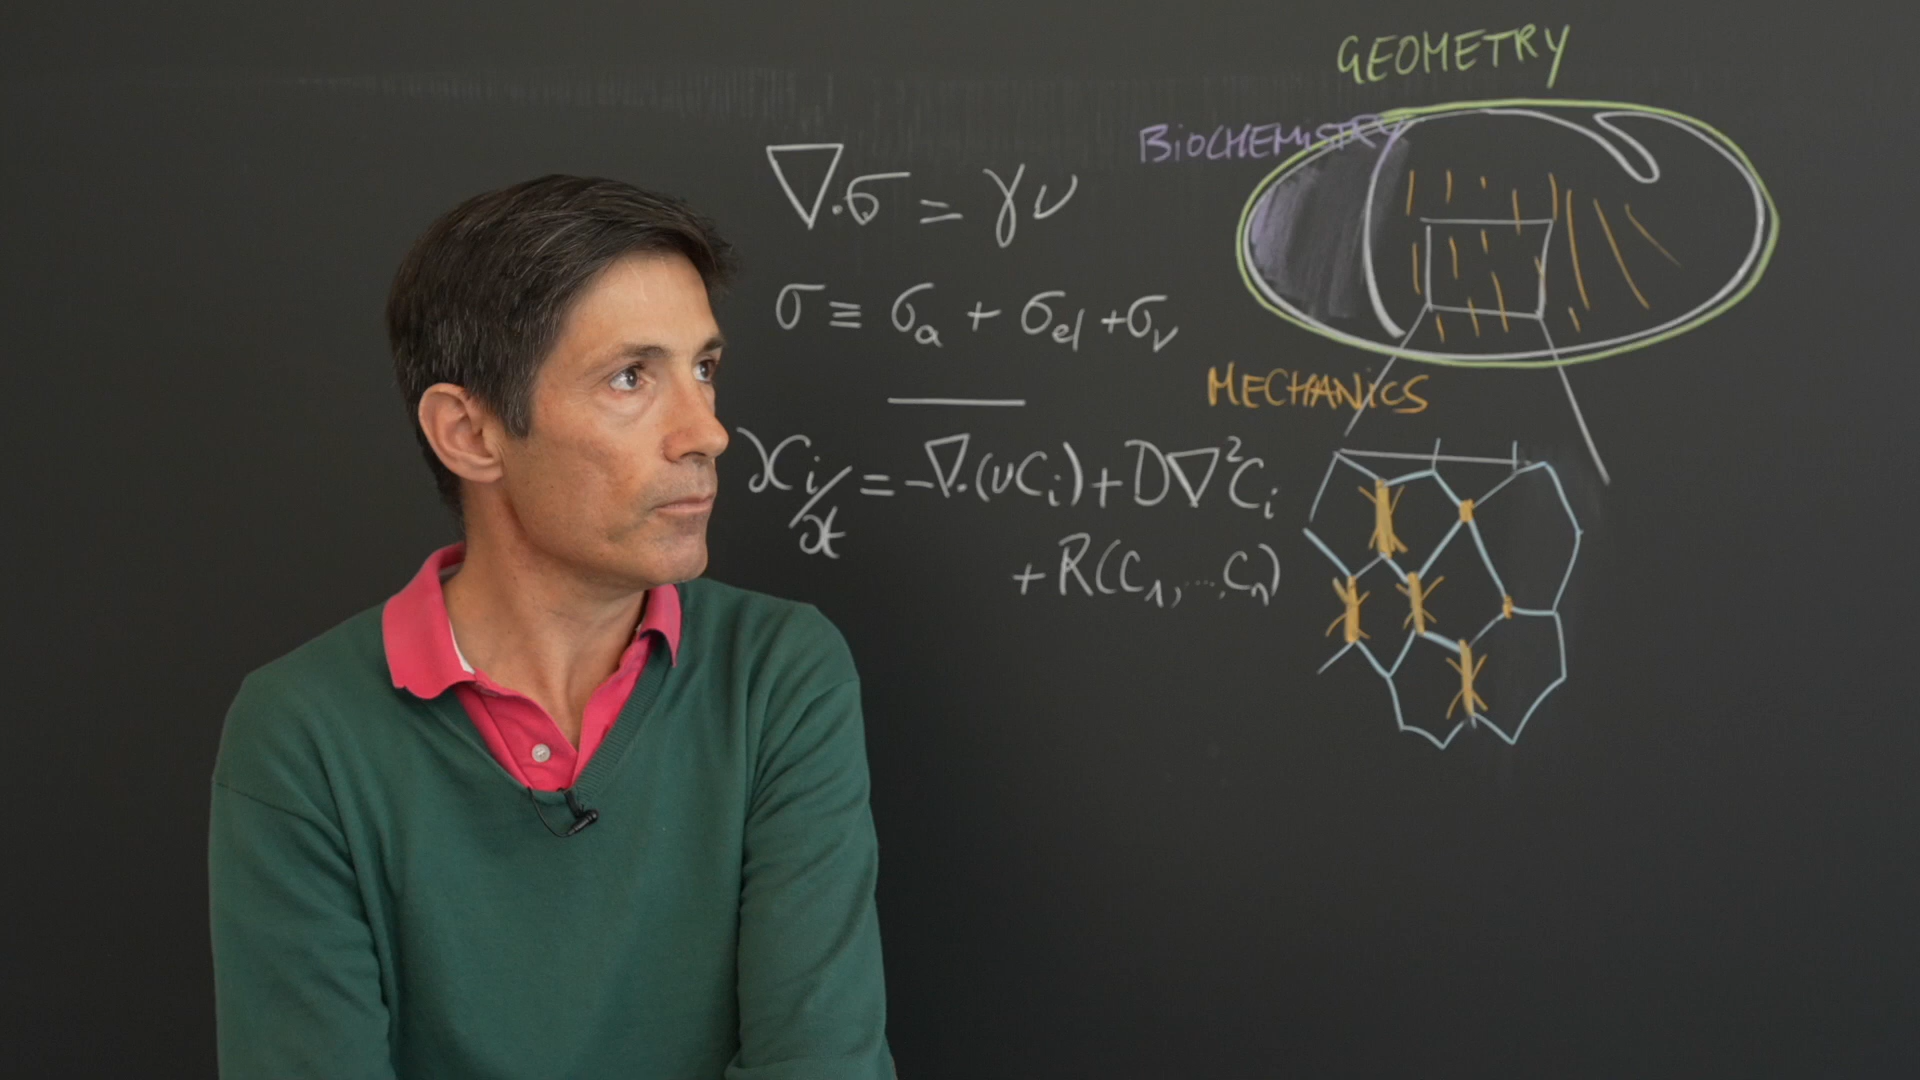 GEOMETRY
BiOCHEMiSTRY
∇.σ = γv
σ ≡ σa + σel + σv
MECHANiCS
∂Ci/∂t = -∇.(vCi) + D∇²Ci
+ R(C1,...,Cn)